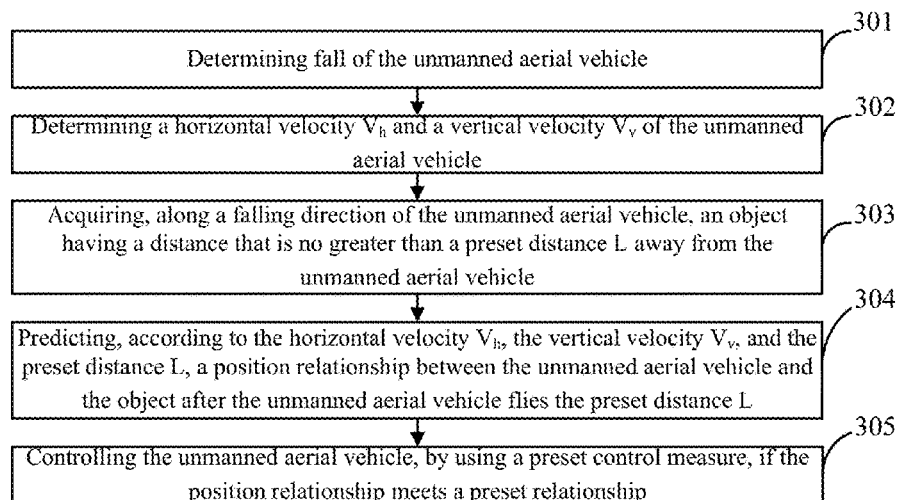 301
Determining fall of the unmanned aerial vehicle
302
Determining a horizontal velocity Vh and a vertical velocity Vv of the unmanned
aerial vehicle
303
Acquiring, along a falling direction of the unmanned aerial vehicle, an object
having a distance that is no greater than a preset distance L away from the
unmanned aerial vehicle
304
Predicting, according to the horizontal velocity Vh, the vertical velocity Vv, and the
preset distance L, a position relationship between the unmanned aerial vehicle and
the object after the unmanned aerial vehicle flies the preset distance L
305
Controlling the unmanned aerial vehicle, by using a preset control measure, if the
position relationship meets a preset relationship